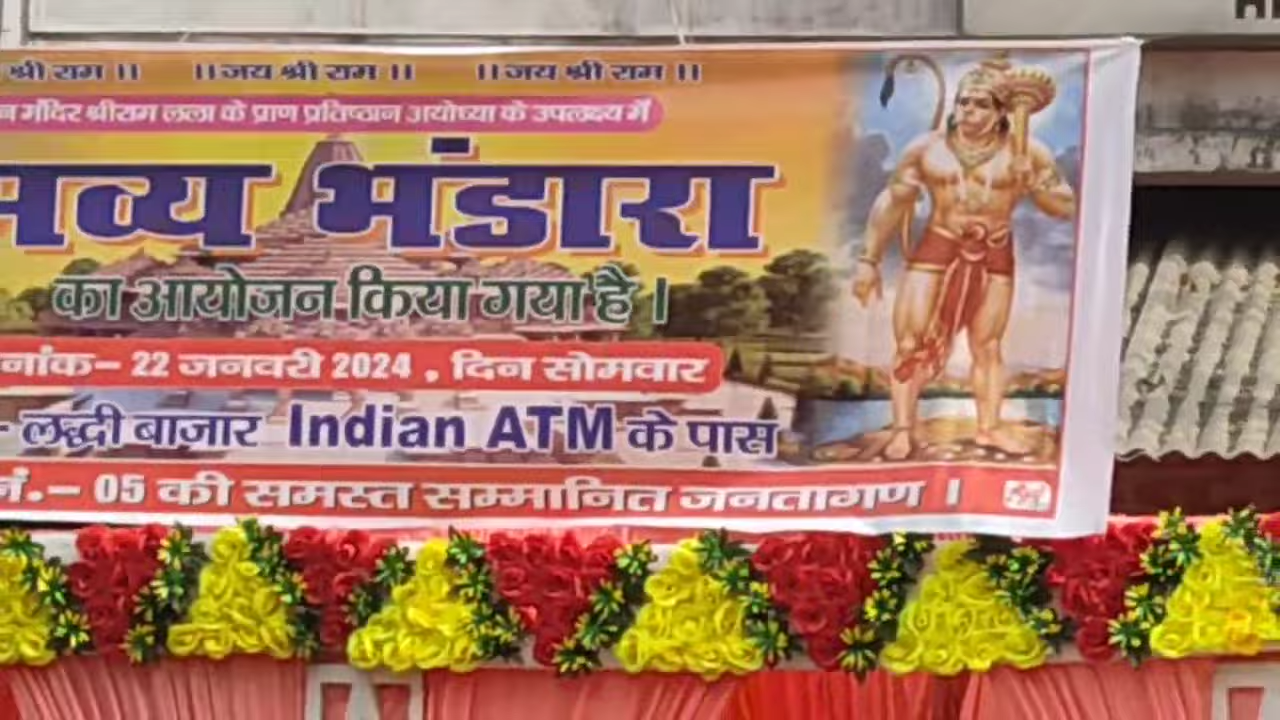 श्री राम ।। ।। जय श्री राम ।। ।। जय श्री राम ।।
मंदिर श्रीराम लला के प्राण प्रतिष्ठान अयोध्या के उपलक्ष्य में
भव्य भंडारा
का आयोजन किया गया है ।
नांक- 22 जनवरी 2024 , दिन सोमवार
- लद्धी बाजार Indian ATM के पास
नं.- 05 की समस्त सम्मानित जनतागण ।